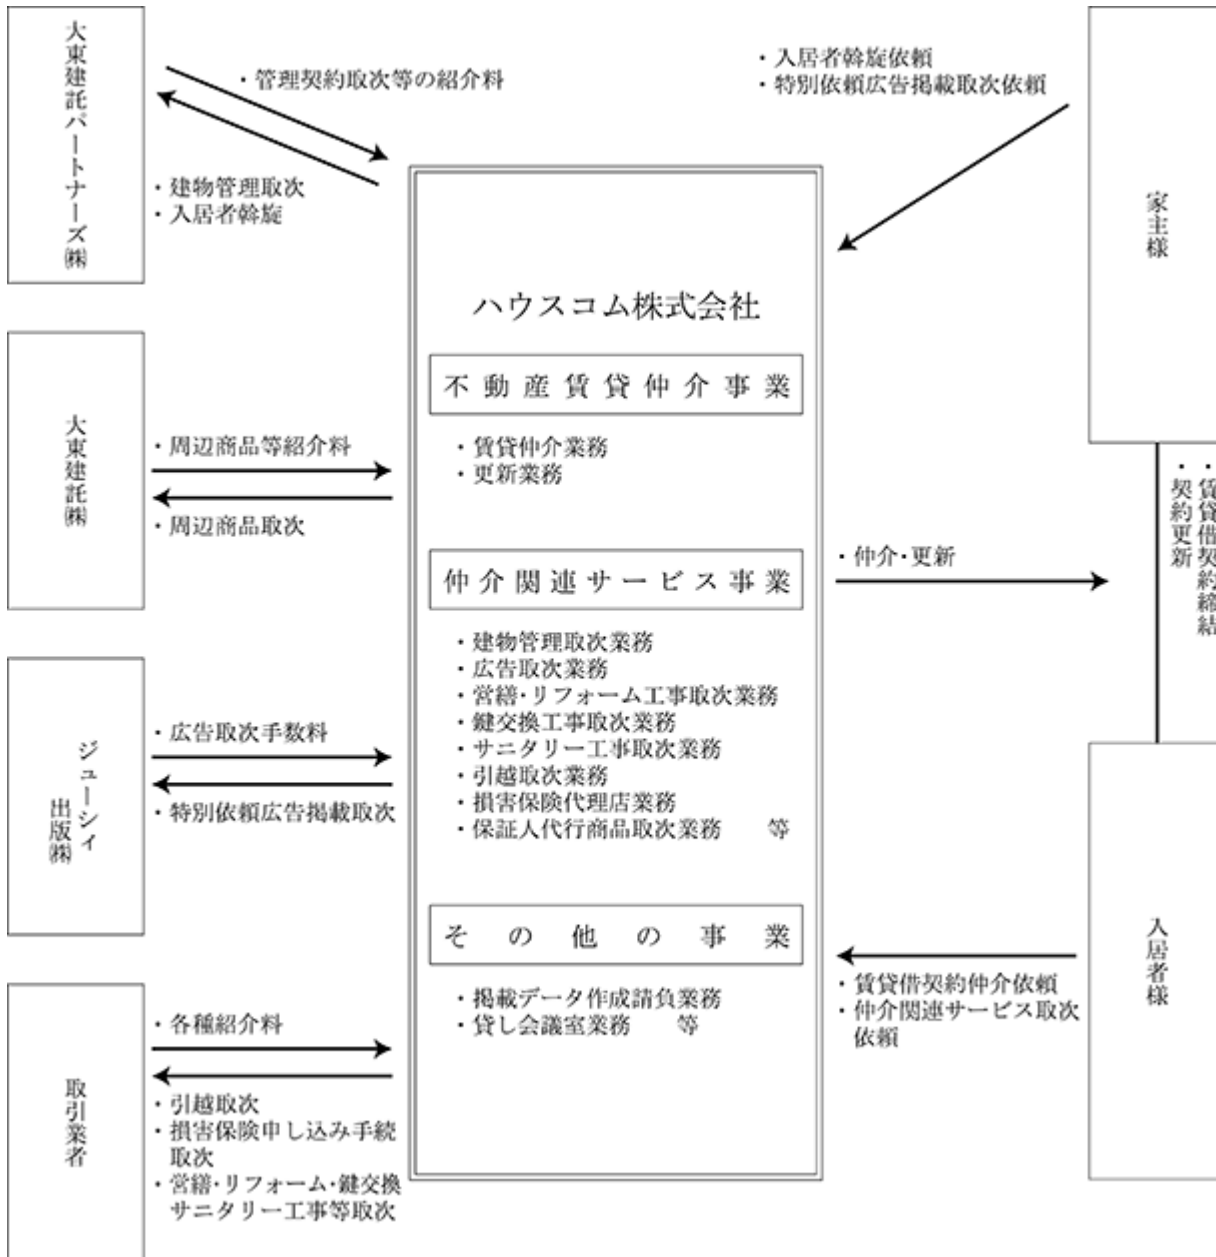 大東建託パートナーズ㈱
・管理契約取次等の紹介料
・建物管理取次
・入居者斡旋
大東建託㈱
・周辺商品等紹介料
・周辺商品取次
ジューシィ
出版㈱
・広告取次手数料
・特別依頼広告掲載取次
取引業者
・各種紹介料
・引越取次
・損害保険申し込み手続
取次
・営繕・リフォーム・鍵交換
サニタリー工事等取次
ハウスコム株式会社
不動産賃貸仲介事業
・賃貸仲介業務
・更新業務
仲介関連サービス事業
・建物管理取次業務
・広告取次業務
・営繕・リフォーム工事取次業務
・鍵交換工事取次業務
・サニタリー工事取次業務
・引越取次業務
・損害保険代理店業務
・保証人代行商品取次業務 等
その他の事業
・掲載データ作成請負業務
・貸し会議室業務 等
・入居者斡旋依頼
・特別依頼広告掲載取次依頼
家主様
・賃貸借契約締結
・契約更新
・仲介・更新
入居者様
・賃貸借契約仲介依頼
・仲介関連サービス取次
依頼